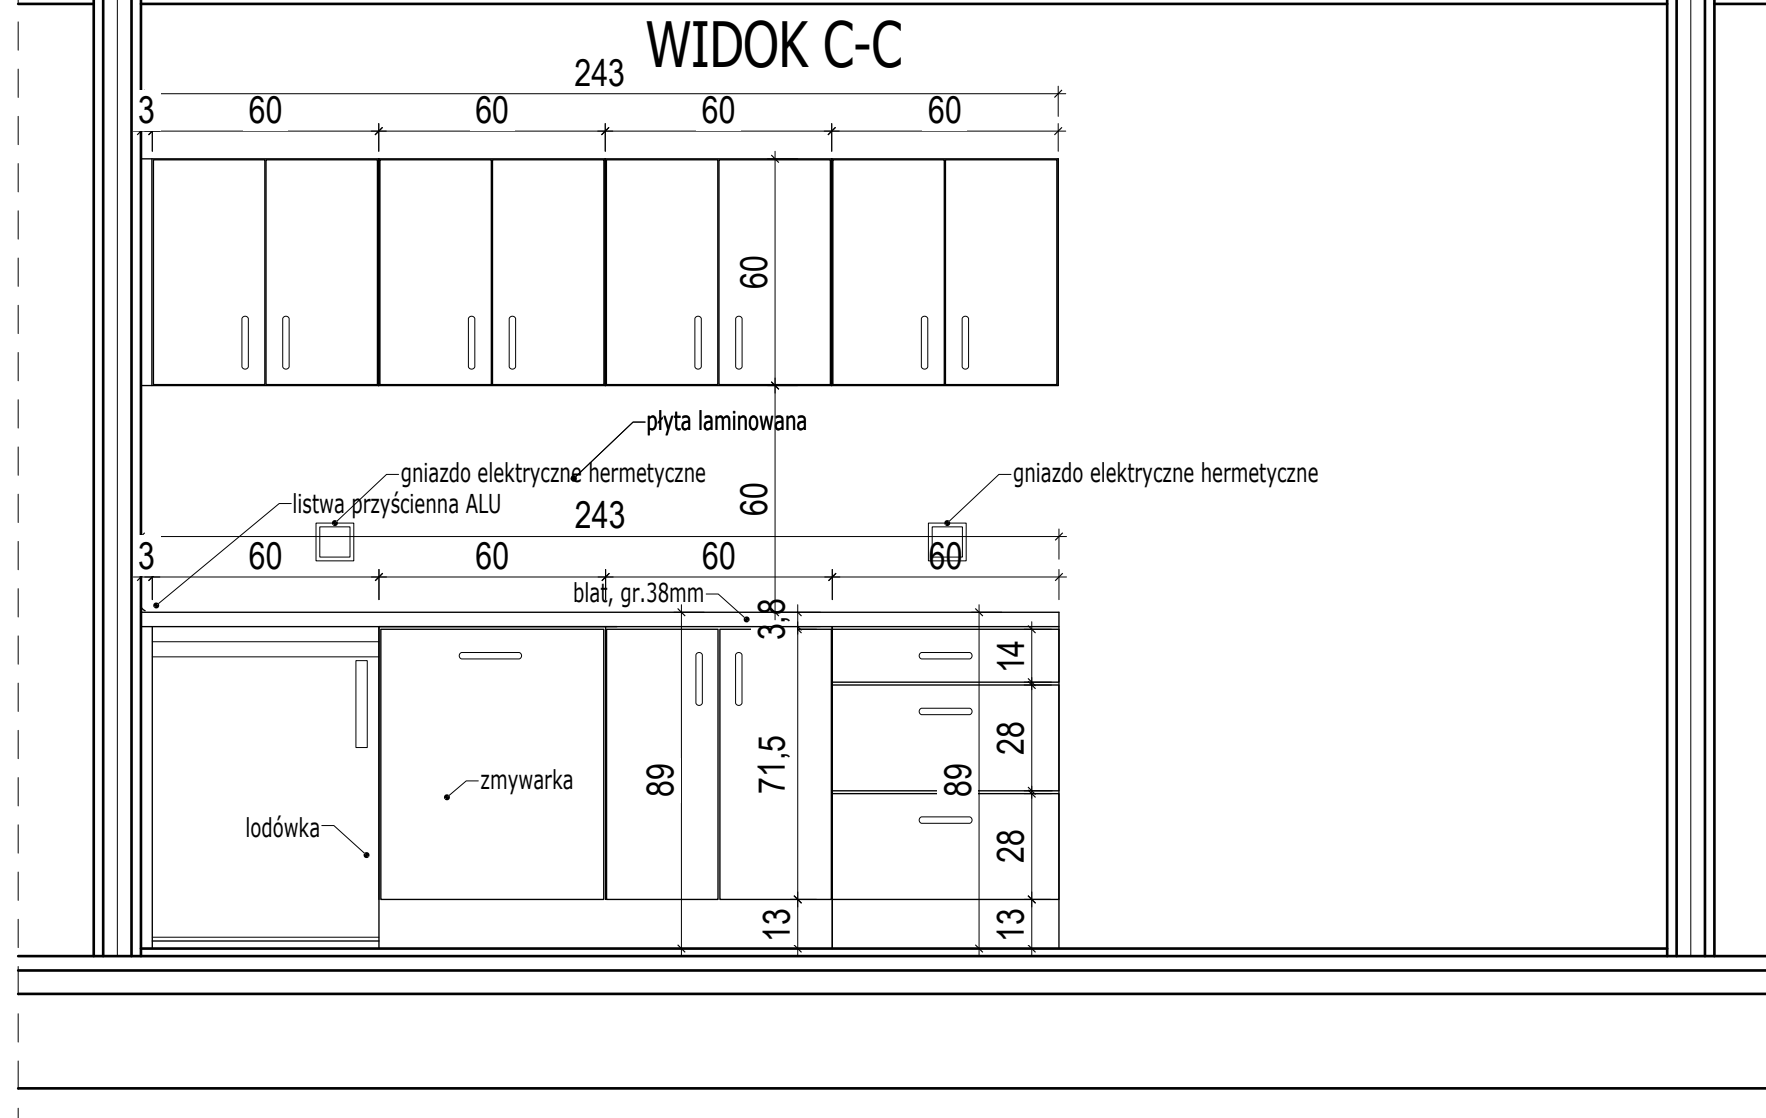 WIDOK C-C
243
3 60 60 60 60
60
płyta laminowana
gniazdo elektryczne hermetyczne
gniazdo elektryczne hermetyczne
listwa przyścienna ALU
60
243
3 60 60 60 60
blat, gr.38mm
3,8
14
28
71,5
89
89
zmywarka
lodówka
28
13
13